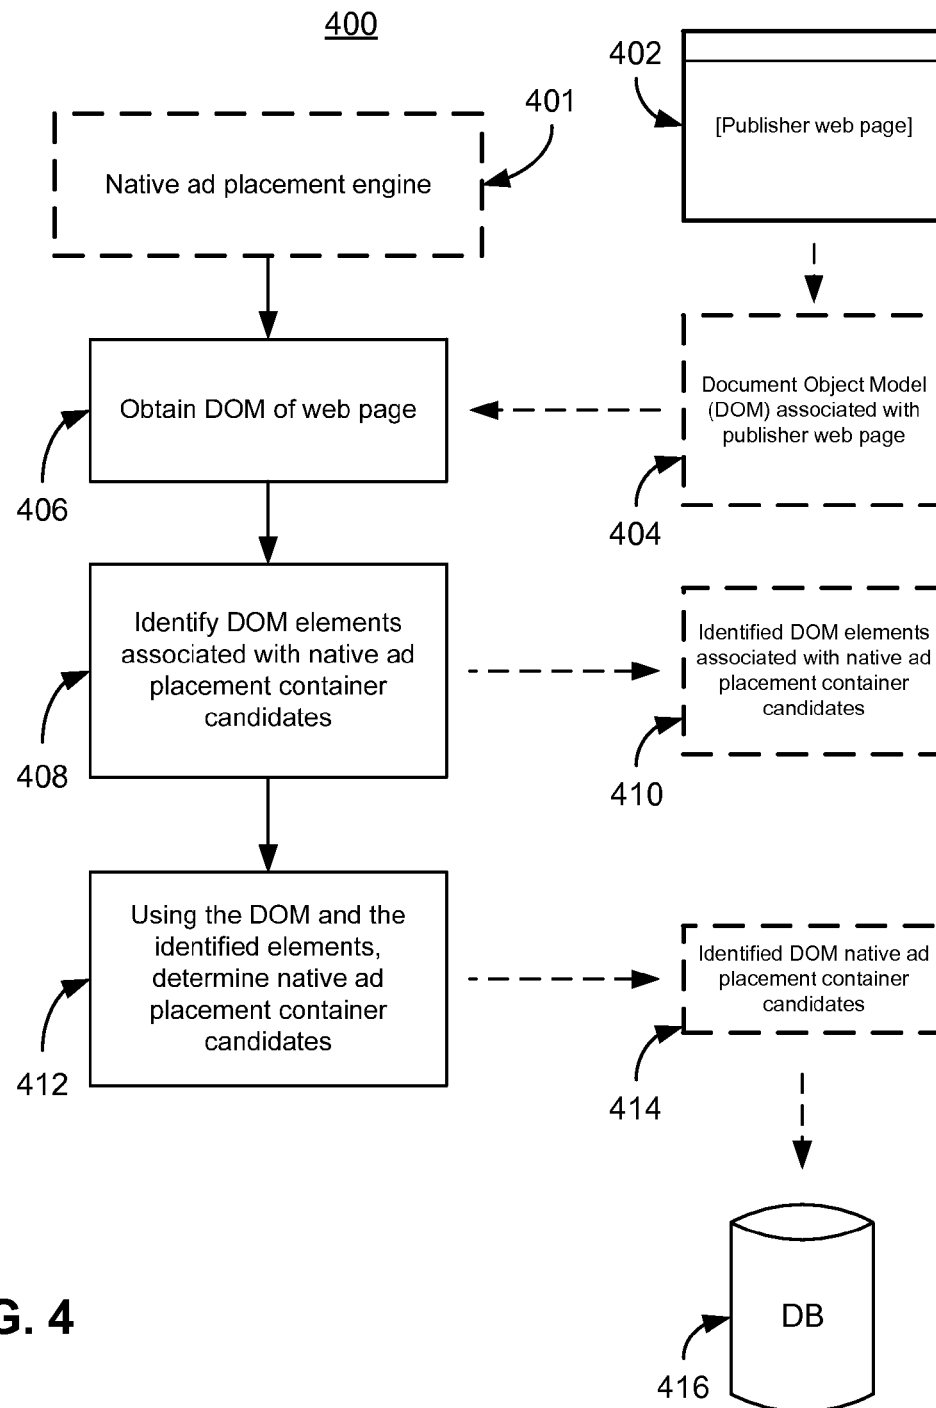 400
402
[Publisher web page]
401
Native ad placement engine
Obtain DOM of web page
406
Document Object Model
(DOM) associated with
publisher web page
404
Identify DOM elements
associated with native ad
placement container
candidates
408
Identified DOM elements
associated with native ad
placement container
candidates
410
Using the DOM and the
identified elements,
determine native ad
placement container
candidates
412
Identified DOM native ad
placement container
candidates
414
DB
416
G. 4